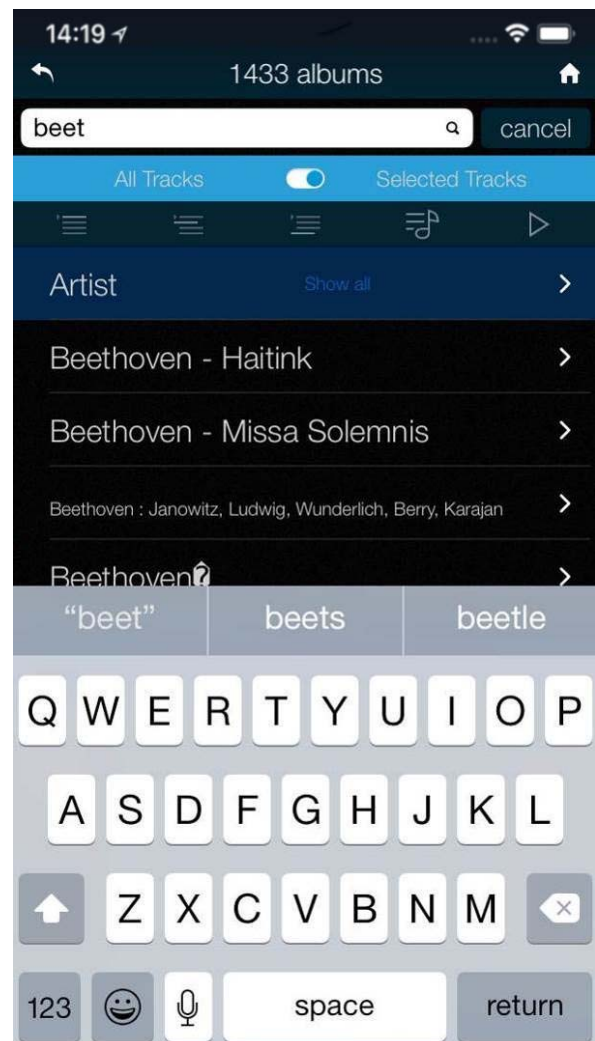 14:19
1433 albums
beet cancel
All Tracks Selected Tracks
Artist Show all
Beethoven - Haitink
Beethoven - Missa Solemnis
Beethoven : Janowitz, Ludwig, Wunderlich, Berry, Karajan
Beethoven�
“beet” beets beetle
Q W E R T Y U I O P
A S D F G H J K L
Z X C V B N M
123 space return